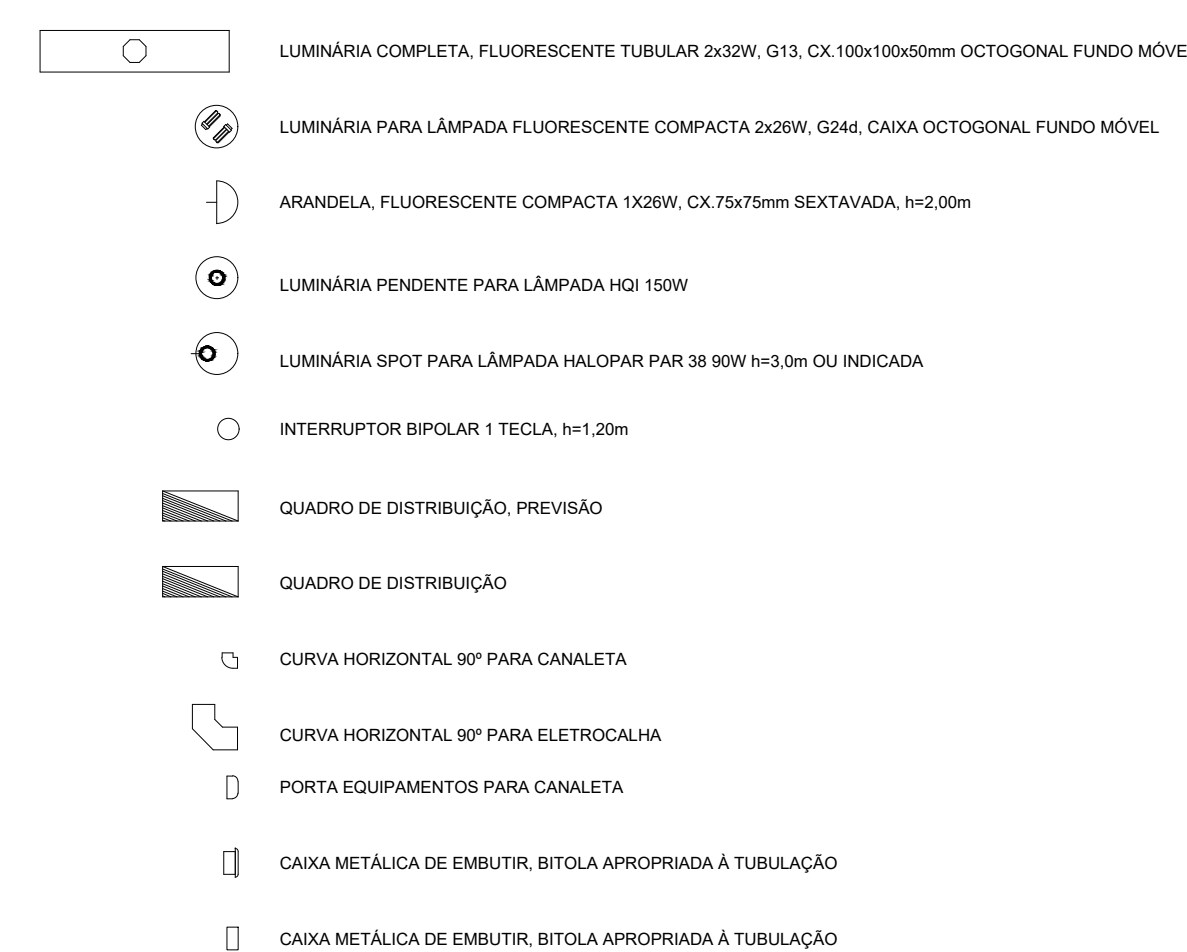 LUMINÁRIA COMPLETA, FLUORESCENTE TUBULAR 2x32W, G13, CX.100x100x50mm OCTOGONAL FUNDO MÓVE
LUMINÁRIA PARA LÂMPADA FLUORESCENTE COMPACTA 2x26W, G24d, CAIXA OCTOGONAL FUNDO MÓVEL
ARANDELA, FLUORESCENTE COMPACTA 1X26W, CX.75x75mm SEXTAVADA, h=2,00m
LUMINÁRIA PENDENTE PARA LÂMPADA HQI 150W
LUMINÁRIA SPOT PARA LÂMPADA HALOPAR PAR 38 90W h=3,0m OU INDICADA
INTERRUPTOR BIPOLAR 1 TECLA, h=1,20m
QUADRO DE DISTRIBUIÇÃO, PREVISÃO
QUADRO DE DISTRIBUIÇÃO
CURVA HORIZONTAL 90º PARA CANALETA
CURVA HORIZONTAL 90º PARA ELETROCALHA
PORTA EQUIPAMENTOS PARA CANALETA
CAIXA METÁLICA DE EMBUTIR, BITOLA APROPRIADA À TUBULAÇÃO
CAIXA METÁLICA DE EMBUTIR, BITOLA APROPRIADA À TUBULAÇÃO